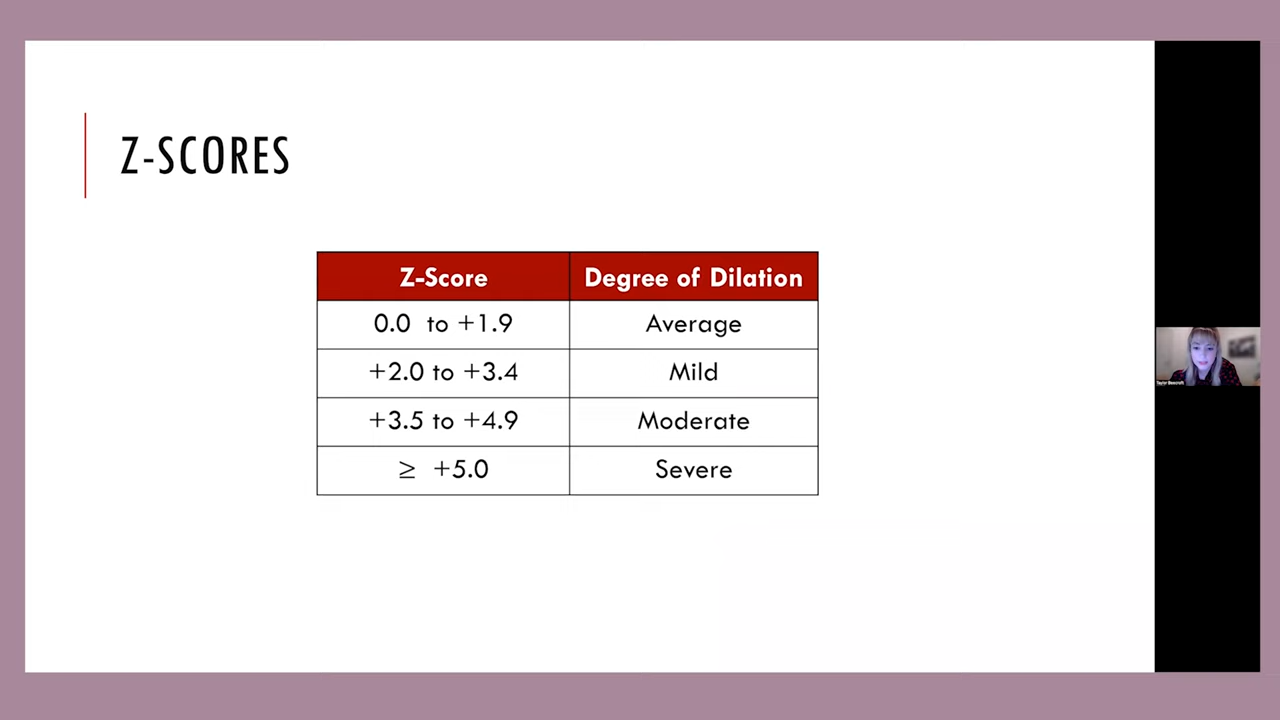 Z-SCORES
Z-Score Degree of Dilation
0.0 to +1.9 Average
+2.0 to +3.4 Mild
+3.5 to +4.9 Moderate
≥ +5.0 Severe